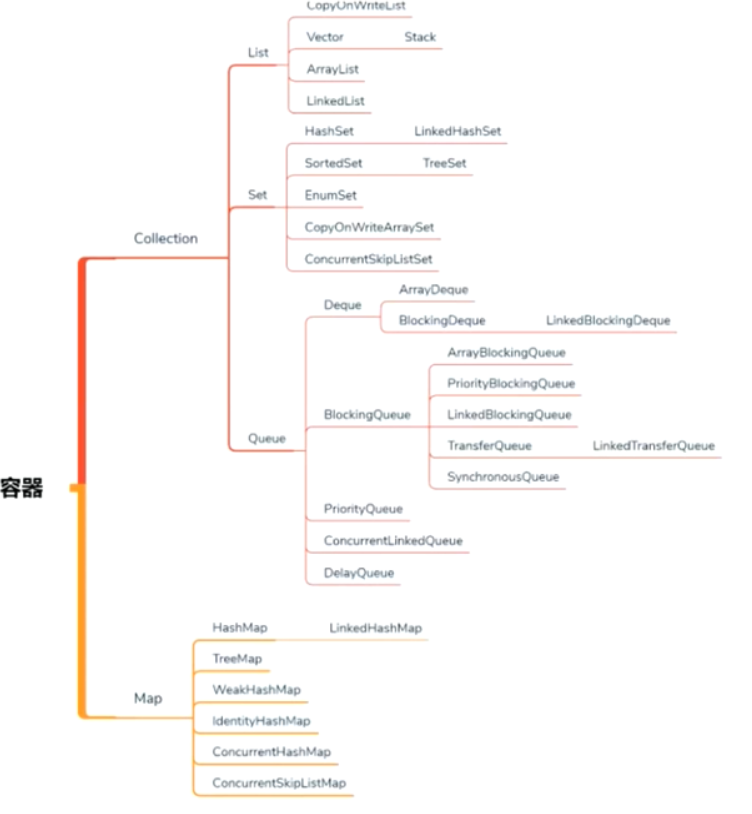 CopyOnWriteList
Vector Stack
List
ArrayList
LinkedList
HashSet LinkedHashSet
SortedSet TreeSet
Set
EnumSet
CopyOnWriteArraySet
Collection
ConcurrentSkipListSet
ArrayDeque
Deque
BlockingDeque LinkedBlockingDeque
ArrayBlockingQueue
PriorityBlockingQueue
BlockingQueue
LinkedBlockingQueue
Queue
TransferQueue LinkedTransferQueue
SynchronousQueue
容器
PriorityQueue
ConcurrentLinkedQueue
DelayQueue
HashMap LinkedHashMap
TreeMap
WeakHashMap
Map
IdentityHashMap
ConcurrentHashMap
ConcurrentSkipListMap